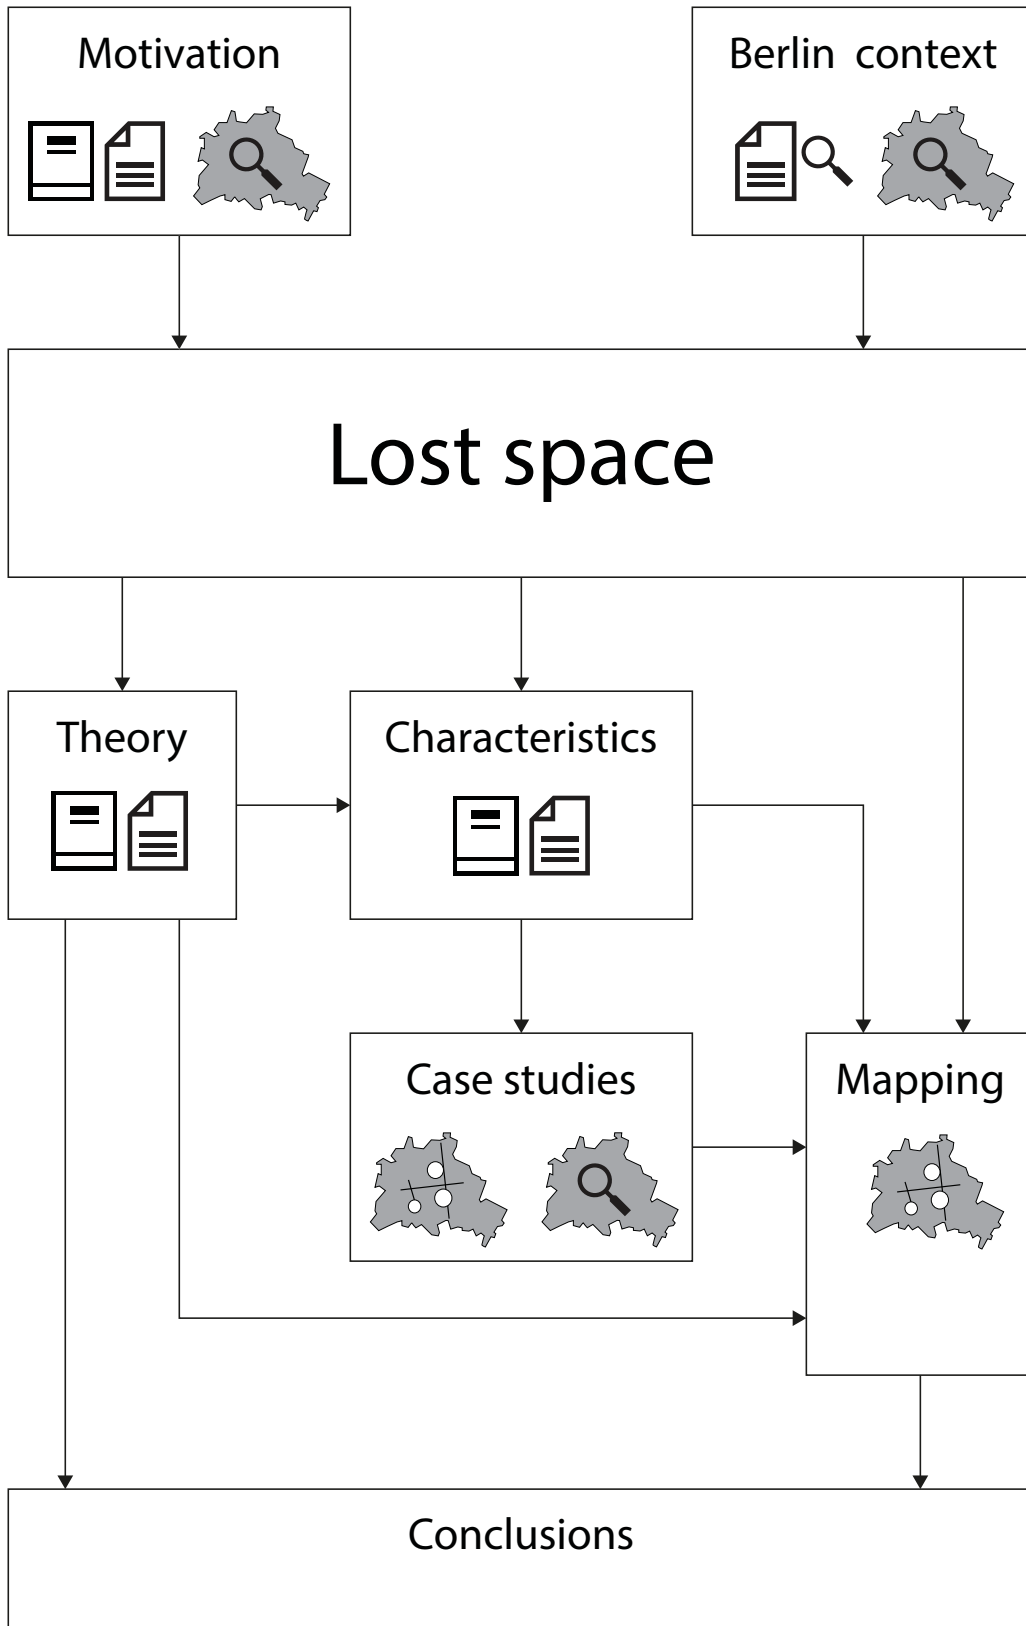 Motivation
Berlin context
Lost space
Theory
Characteristics
Case studies
Mapping
Conclusions